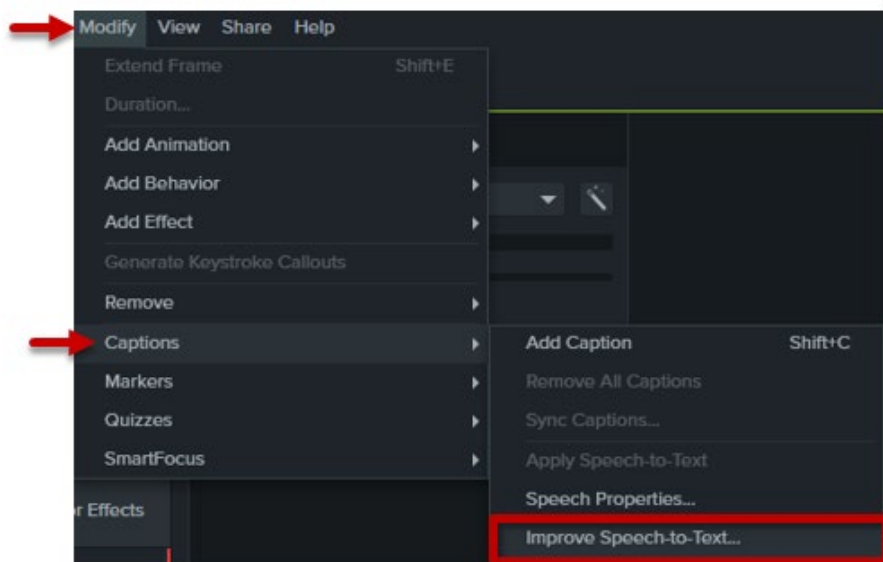 Modify View Share Help
Extend Frame Shift+E
Duration...
Add Animation
Add Behavior
Add Effect
Generate Keystroke Callouts
Remove
Captions
Markers
Quizzes
SmartFocus
Add Caption Shift+C
Remove All Captions
Sync Captions...
Apply Speech-to-Text
Speech Properties...
Improve Speech-to-Text...
r Effects